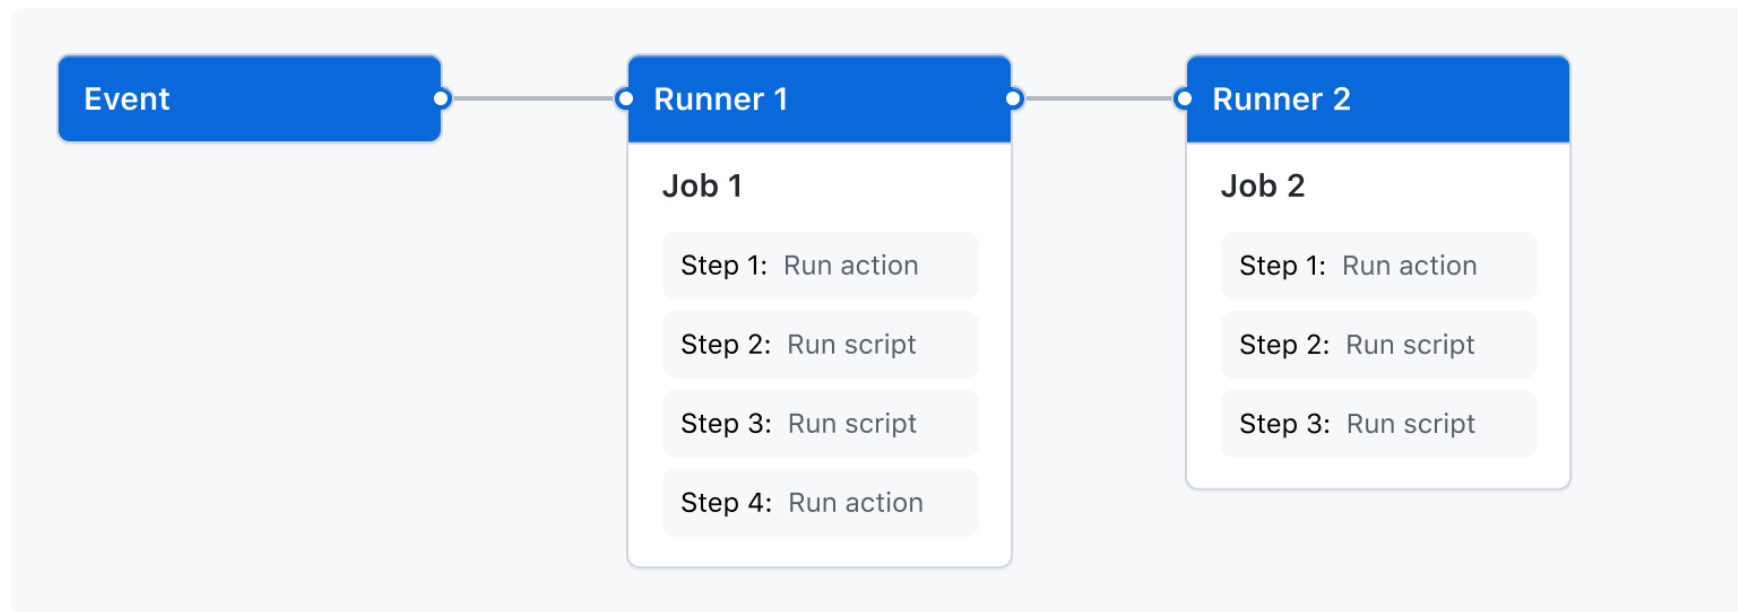 Event
Runner 1
Job 1
Step 1: Run action
Step 2: Run script
Step 3: Run script
Step 4: Run action
Runner 2
Job 2
Step 1: Run action
Step 2: Run script
Step 3: Run script